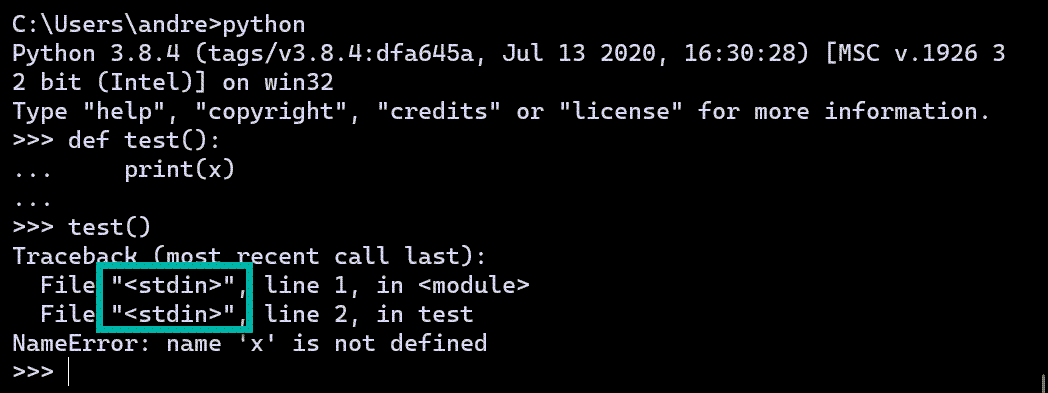 C:\Users\andre>python
Python 3.8.4 (tags/v3.8.4:dfa645a, Jul 13 2020, 16:30:28) [MSC v.1926 3
2 bit (Intel)] on win32
Type "help", "copyright", "credits" or "license" for more information.
>>> def test():
...     print(x)
...
>>> test()
Traceback (most recent call last):
  File "<stdin>", line 1, in <module>
  File "<stdin>", line 2, in test
NameError: name 'x' is not defined
>>>